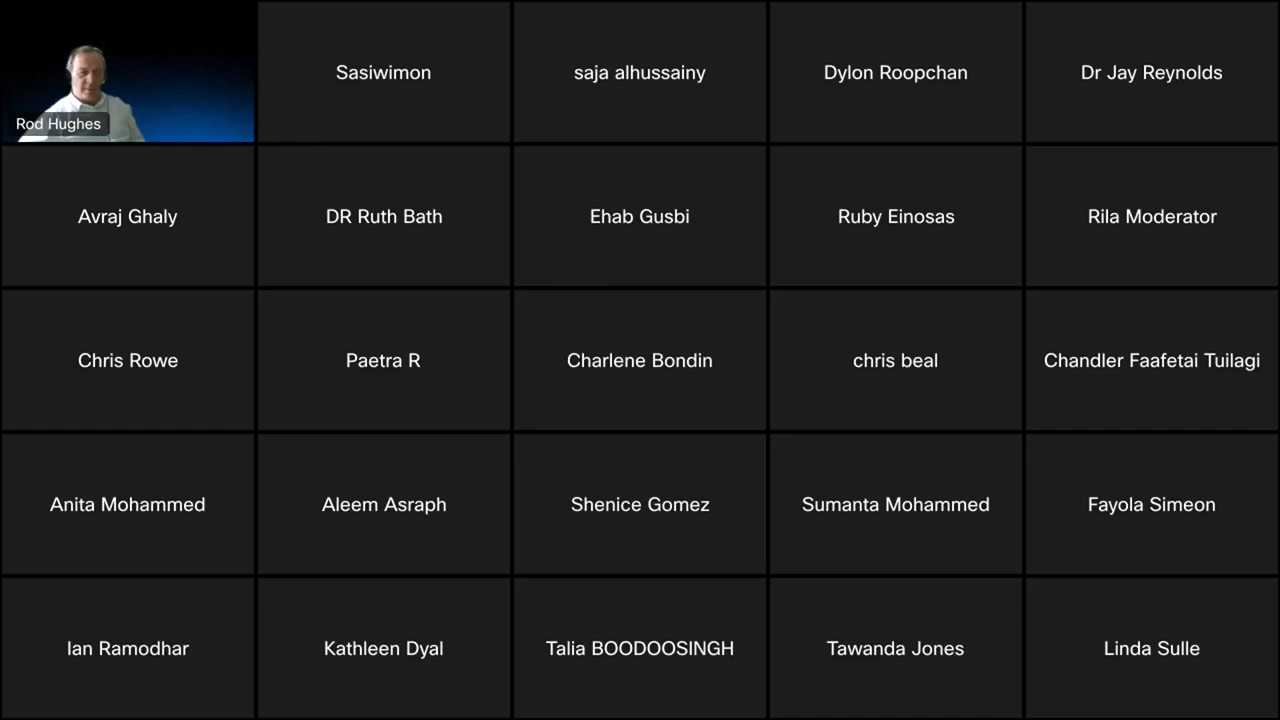 Rod Hughes
Sasiwimon
saja alhussainy
Dylon Roopchan
Dr Jay Reynolds
Avraj Ghaly
DR Ruth Bath
Ehab Gusbi
Ruby Einosas
Rila Moderator
Chris Rowe
Paetra R
Charlene Bondin
chris beal
Chandler Faafetai Tuilagi
Anita Mohammed
Aleem Asraph
Shenice Gomez
Sumanta Mohammed
Fayola Simeon
Ian Ramodhar
Kathleen Dyal
Talia BOODOOSINGH
Tawanda Jones
Linda Sulle